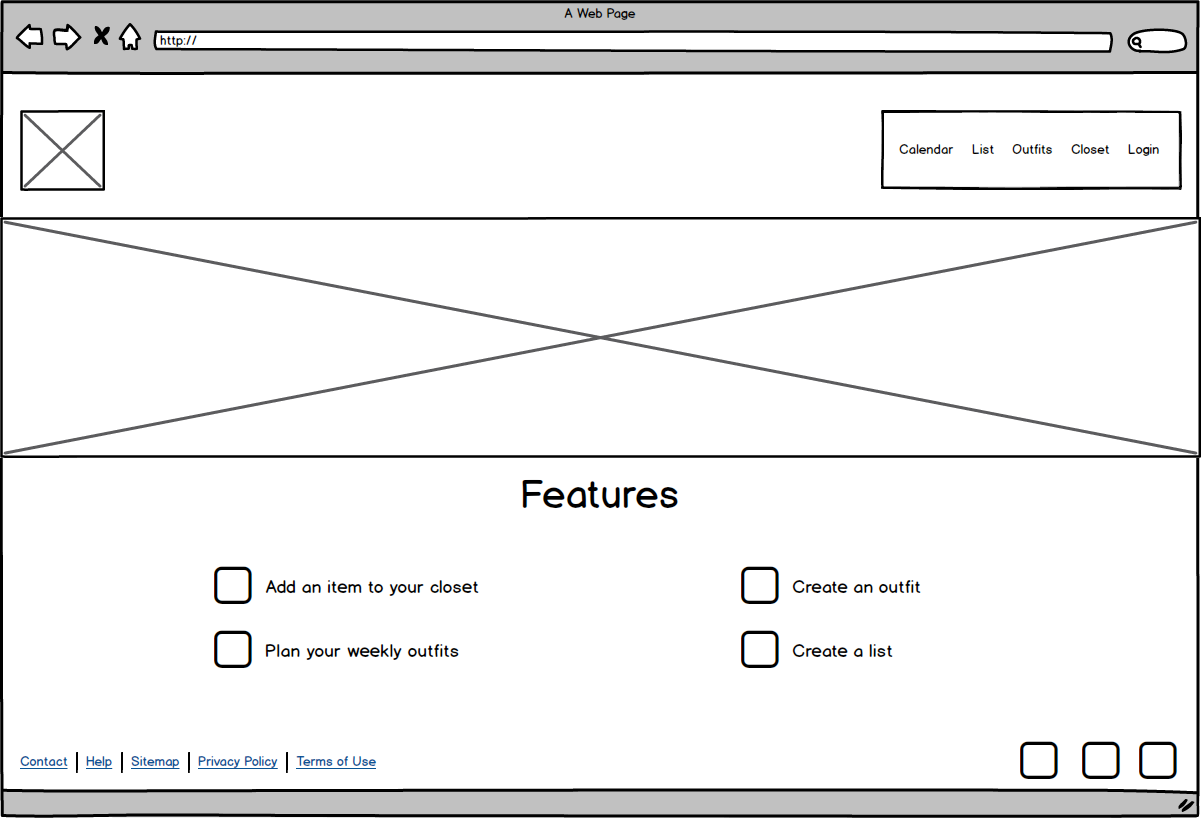 A Web Page
http://
Calendar List Outfits Closet Login
Features
Add an item to your closet
Create an outfit
Plan your weekly outfits
Create a list
Contact | Help | Sitemap | Privacy Policy | Terms of Use